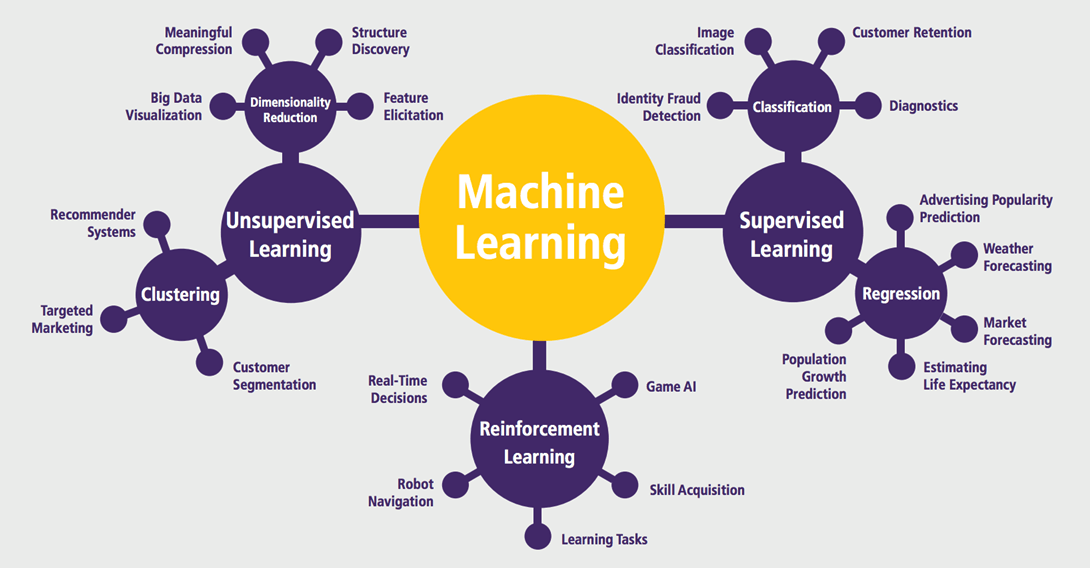 Machine
Learning
Unsupervised
Learning
Dimensionality
Reduction
Meaningful
Compression
Structure
Discovery
Big Data
Visualization
Feature
Elicitation
Clustering
Recommender
Systems
Targeted
Marketing
Customer
Segmentation
Supervised
Learning
Classification
Image
Classification
Customer Retention
Identity Fraud
Detection
Diagnostics
Regression
Advertising Popularity
Prediction
Weather
Forecasting
Market
Forecasting
Estimating
Life Expectancy
Population
Growth
Prediction
Reinforcement
Learning
Real-Time
Decisions
Game AI
Robot
Navigation
Skill Acquisition
Learning Tasks